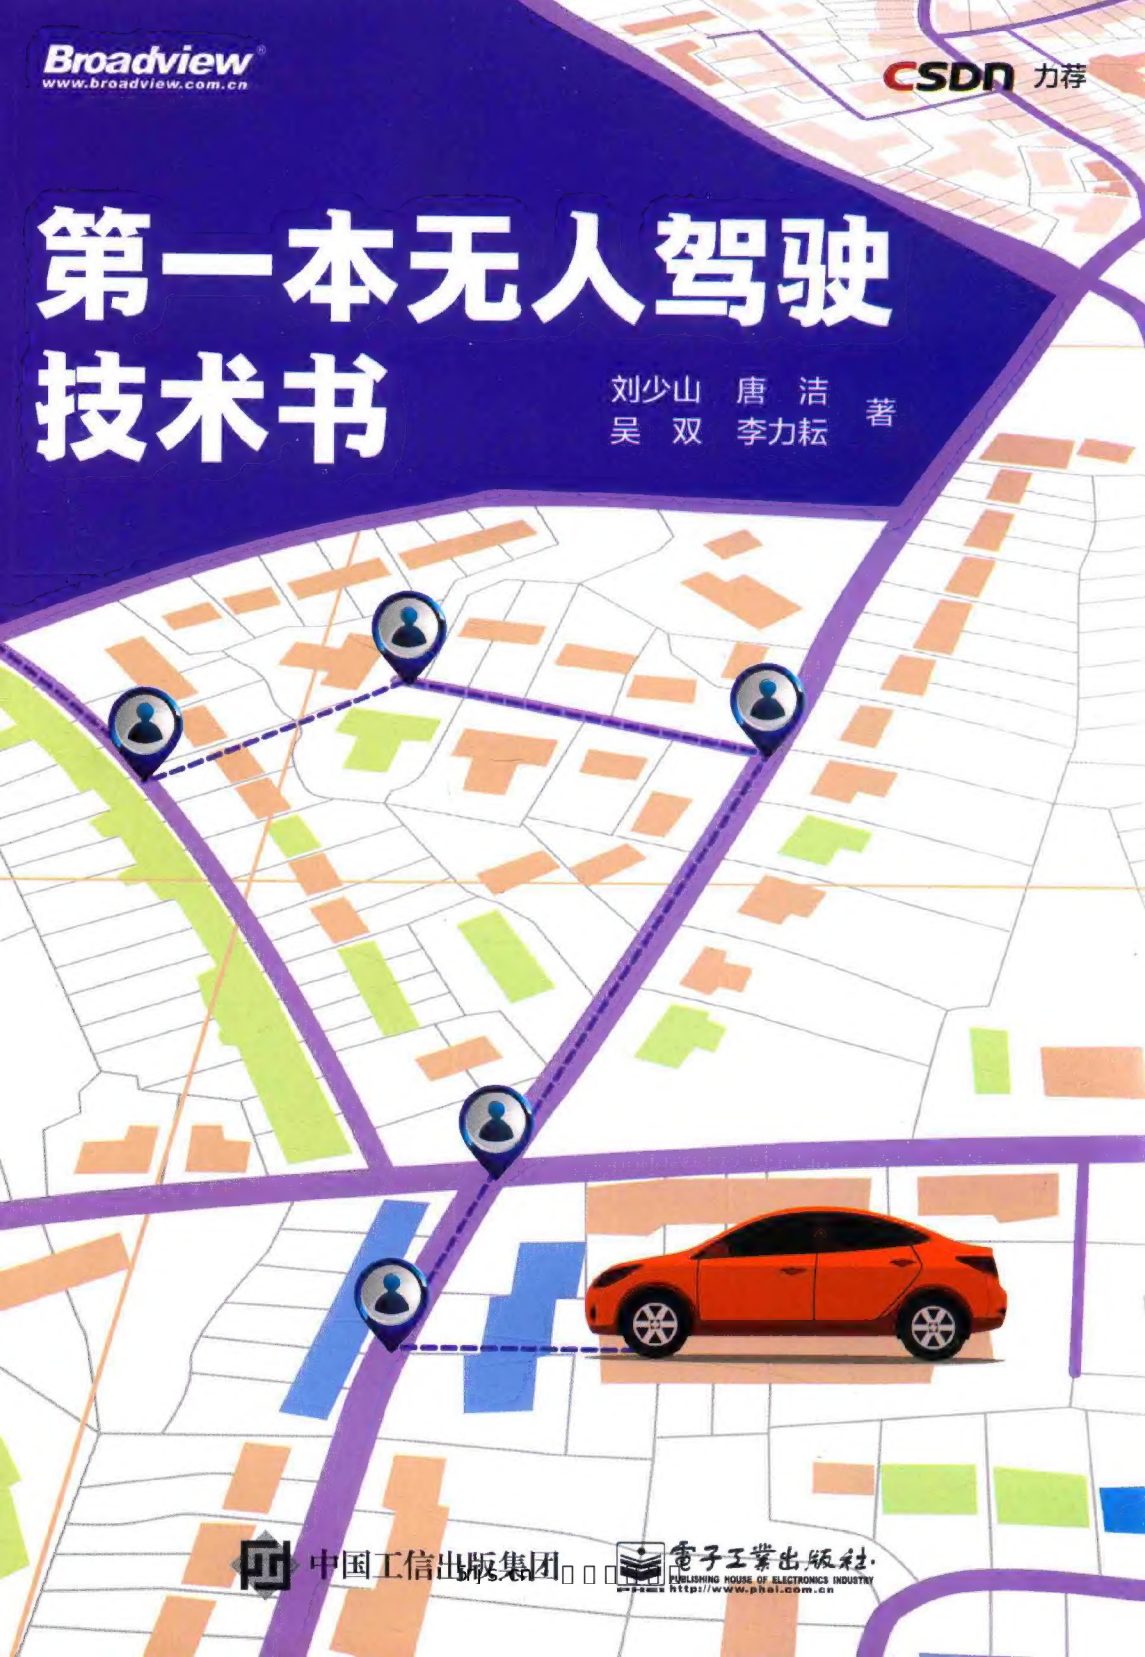 Broadview®
www.broadview.com.cn
CSDN 力荐
第一本无人驾驶
技术书
刘少山 唐 洁
吴 双 李力耘
著
中国工信出版集团
电子工業出版社.
PUBLISHING HOUSE OF ELECTRONICS INDUSTRY
http://www.phei.com.cn